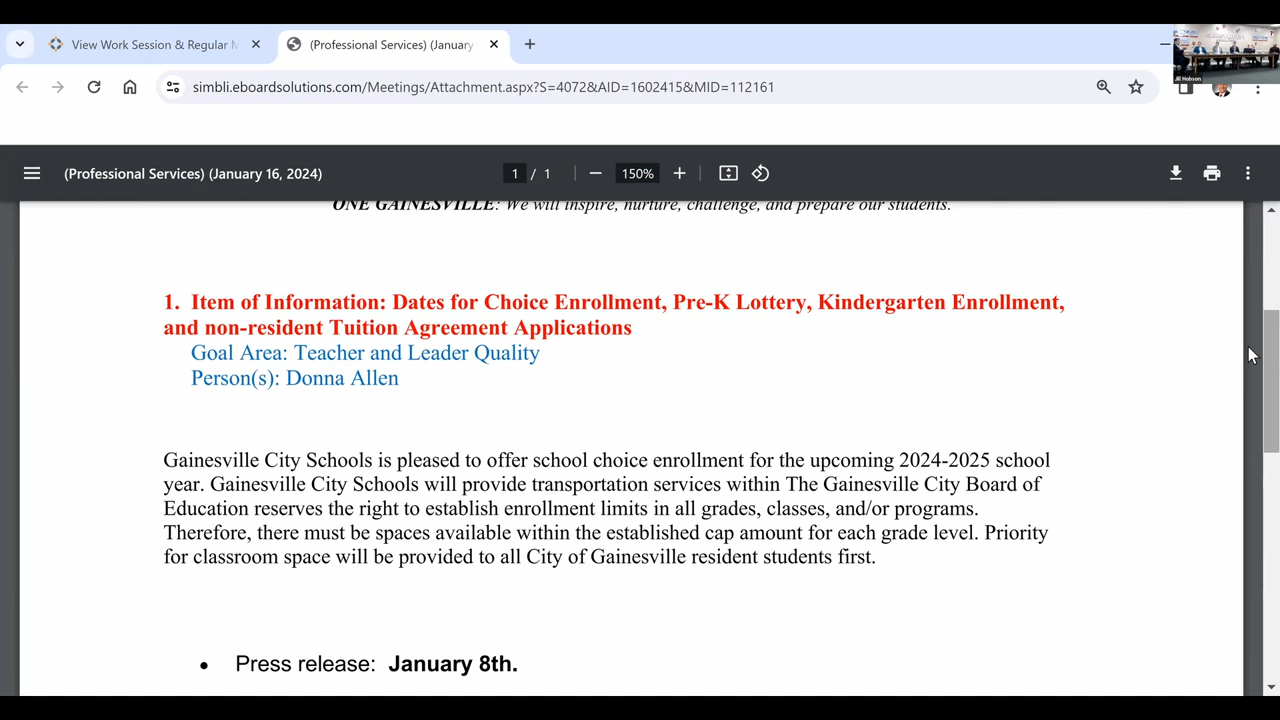 View Work Session & Regular M
(Professional Services) (January
simbli.eboardsolutions.com/Meetings/Attachment.aspx?S=4072&AID=1602415&MID=112161
Jill Hobson
(Professional Services) (January 16, 2024)
1 / 1
150%
ONE GAINESVILLE: We will inspire, nurture, challenge, and prepare our students.
1. Item of Information: Dates for Choice Enrollment, Pre-K Lottery, Kindergarten Enrollment,
and non-resident Tuition Agreement Applications
Goal Area: Teacher and Leader Quality
Person(s): Donna Allen
Gainesville City Schools is pleased to offer school choice enrollment for the upcoming 2024-2025 school
year. Gainesville City Schools will provide transportation services within The Gainesville City Board of
Education reserves the right to establish enrollment limits in all grades, classes, and/or programs.
Therefore, there must be spaces available within the established cap amount for each grade level. Priority
for classroom space will be provided to all City of Gainesville resident students first.
• Press release: January 8th.